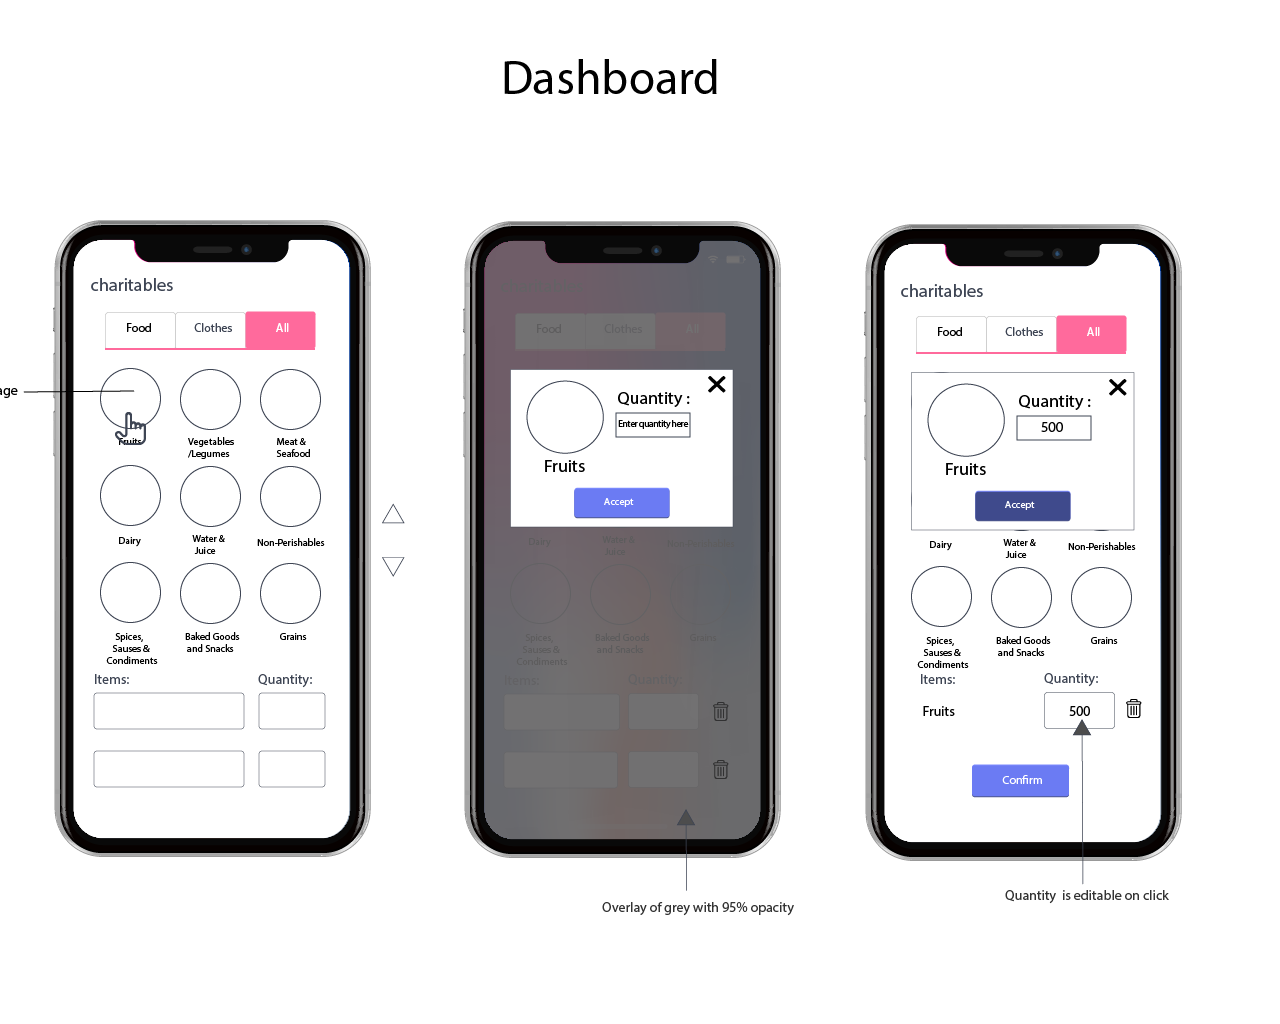 Dashboard
charitables
Food Clothes All
age
Fruits
Vegetables
/Legumes
Meat &
Seafood
Dairy
Water &
Juice
Non-Perishables
Spices,
Sauses &
Condiments
Baked Goods
and Snacks
Grains
Items: Quantity:
Food Clothes All
Quantity :
Enter quantity here
Fruits
Accept
Dairy
Water &
Juice
Non-Perishables
Spices,
Sauses &
Condiments
Baked Goods
and Snacks
Grains
Items: Quantity:
Overlay of grey with 95% opacity
charitables
Food Clothes All
Quantity :
500
Fruits
Accept
Dairy
Water &
Juice
Non-Perishables
Spices,
Sauses &
Condiments
Baked Goods
and Snacks
Grains
Items: Quantity:
Fruits 500
Confirm
Quantity is editable on click